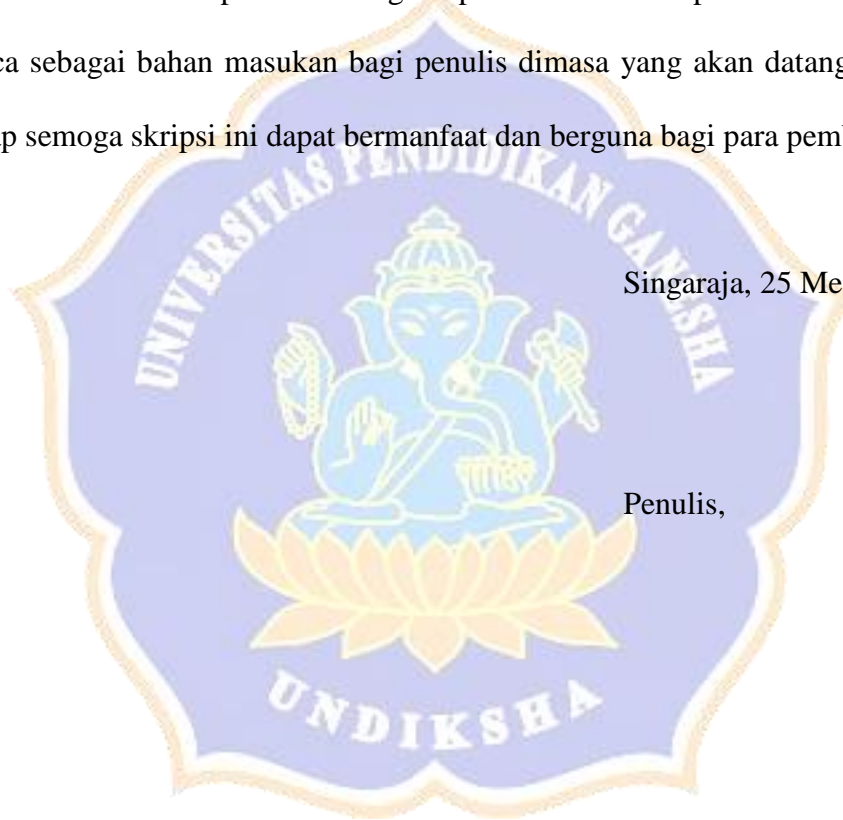 ca sebagai bahan masukan bagi penulis dimasa yang akan datang
p semoga skripsi ini dapat bermanfaat dan berguna bagi para pem
UNIVERSITAS PENDIDIKAN GANESHA
Singaraja, 25 Me
Penulis,
UNDIKSHA